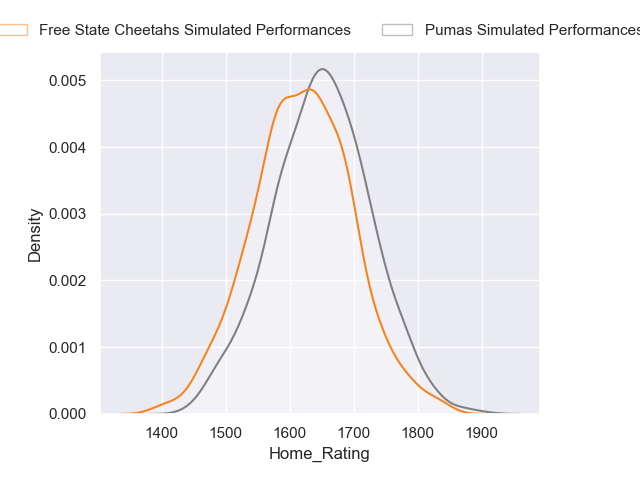 Free State Cheetahs Simulated Performances Pumas Simulated Performances
0.005
0.004
0.003
0.002
0.001
0.000
Density
1400 1500 1600 1700 1800 1900
Home_Rating